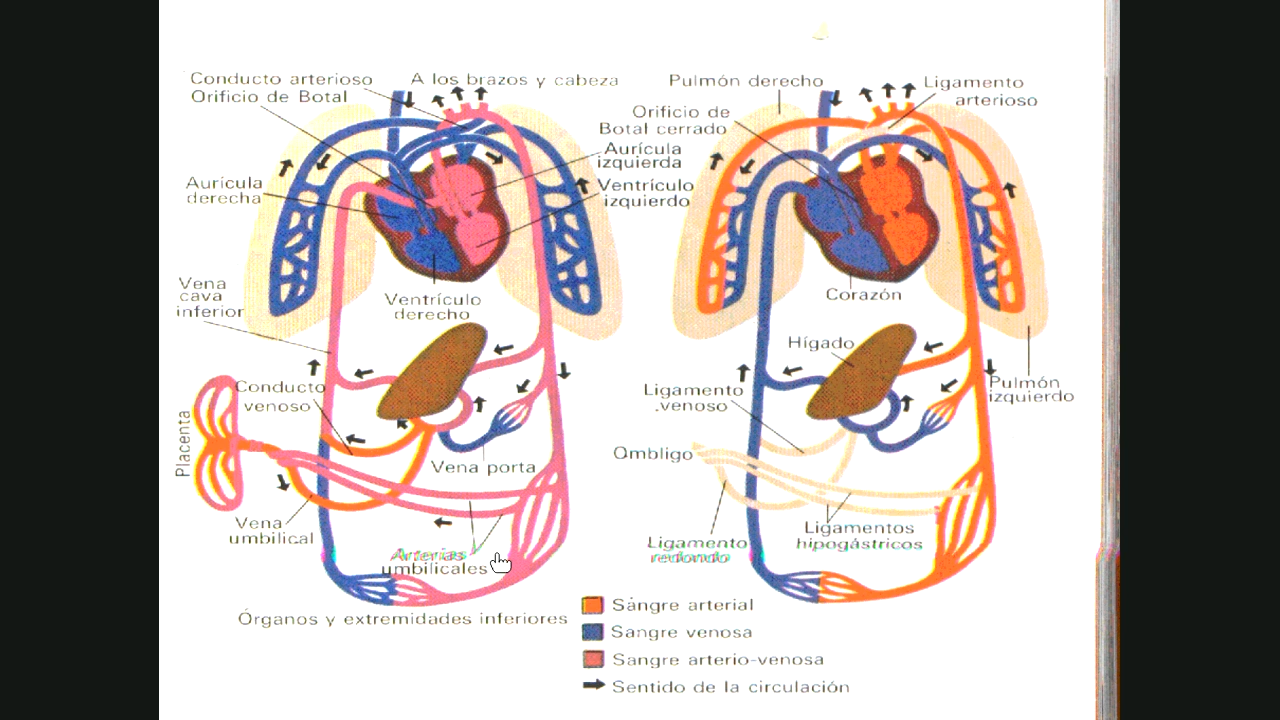 Conducto arterioso
Orificio de Botal
A los brazos y cabeza
Aurícula
izquierda
Ventrículo
izquierdo
Aurícula
derecha
Vena
cava
inferior
Ventrículo
derecho
Conducto
venoso
Placenta
Vena porta
Vena
umbilical
Arterias
umbilicales
Órganos y extremidades inferiores
Pulmón derecho
Ligamento
arterioso
Orificio de
Botal cerrado
Corazón
Hígado
Ligamento
venoso
Pulmón
izquierdo
Ombligo
Ligamentos
hipogástricos
Ligamento
redondo
Sangre arterial
Sangre venosa
Sangre arterio-venosa
Sentido de la circulación